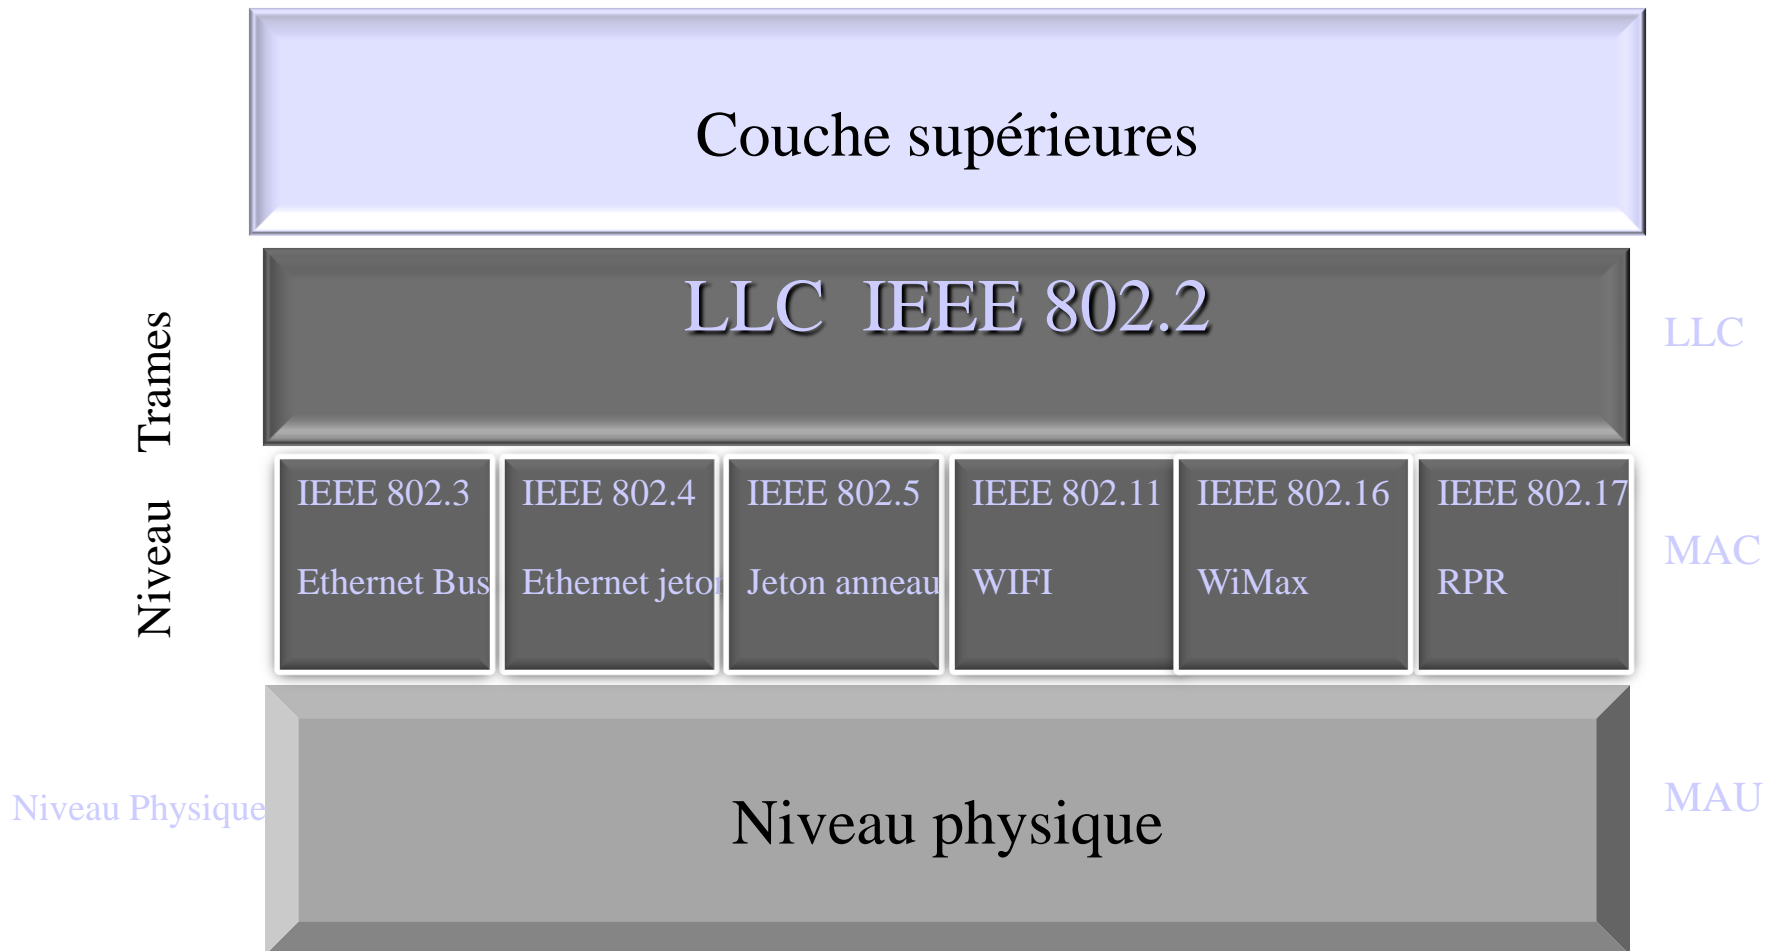 Couche supérieures
LLC IEEE 802.2
LLC
Niveau Trames
IEEE 802.3
Ethernet Bus
IEEE 802.4
Ethernet jeton
IEEE 802.5
Jeton anneau
IEEE 802.11
WIFI
IEEE 802.16
WiMax
IEEE 802.17
RPR
MAC
Niveau Physique
Niveau physique
MAU